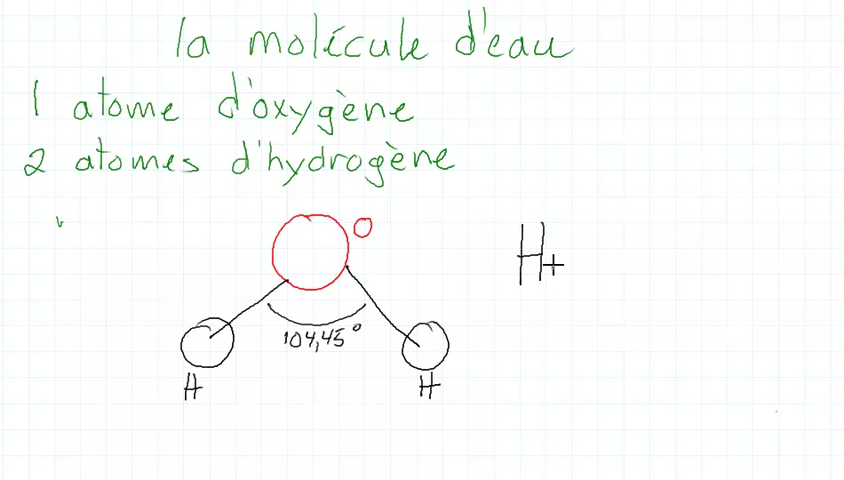 la molécule d'eau
1 atome d'oxygène
2 atomes d'hydrogène
O
H+
104,45°
H H